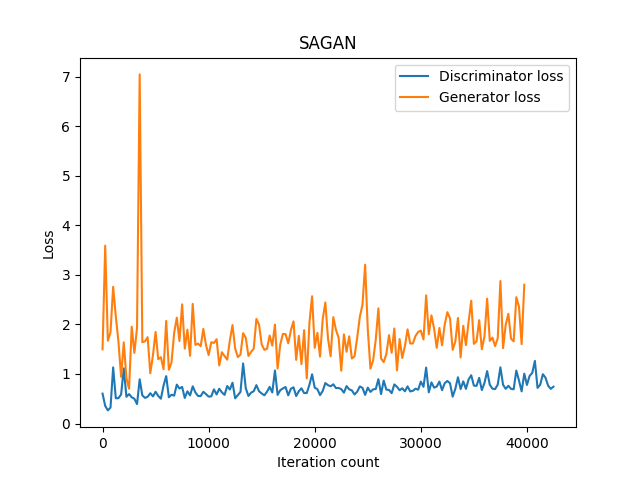 SAGAN
Discriminator loss
Generator loss
7
6
5
4
3
2
1
0
Loss
0 10000 20000 30000 40000
Iteration count